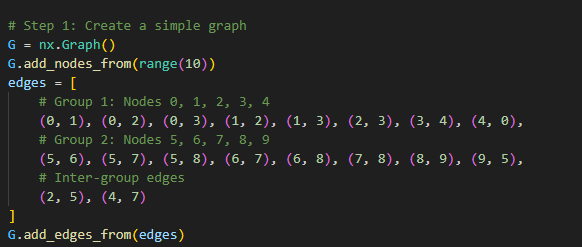 # Step 1: Create a simple graph
G = nx.Graph()
G.add_nodes_from(range(10))
edges = [
    # Group 1: Nodes 0, 1, 2, 3, 4
    (0, 1), (0, 2), (0, 3), (1, 2), (1, 3), (2, 3), (3, 4), (4, 0),
    # Group 2: Nodes 5, 6, 7, 8, 9
    (5, 6), (5, 7), (5, 8), (6, 7), (6, 8), (7, 8), (8, 9), (9, 5),
    # Inter-group edges
    (2, 5), (4, 7)
]
G.add_edges_from(edges)